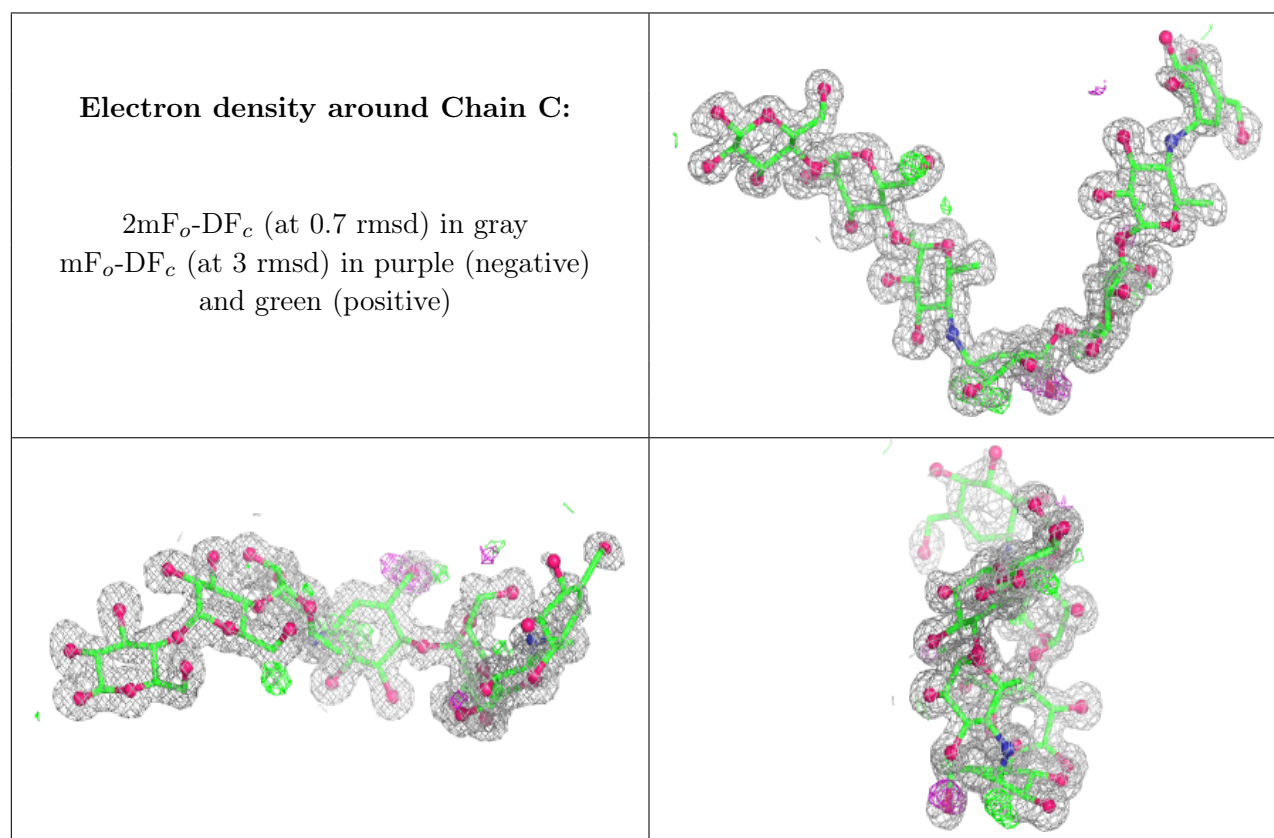 Electron density around Chain C:
2mFo-DFc (at 0.7 rmsd) in gray
mFo-DFc (at 3 rmsd) in purple (negative)
and green (positive)